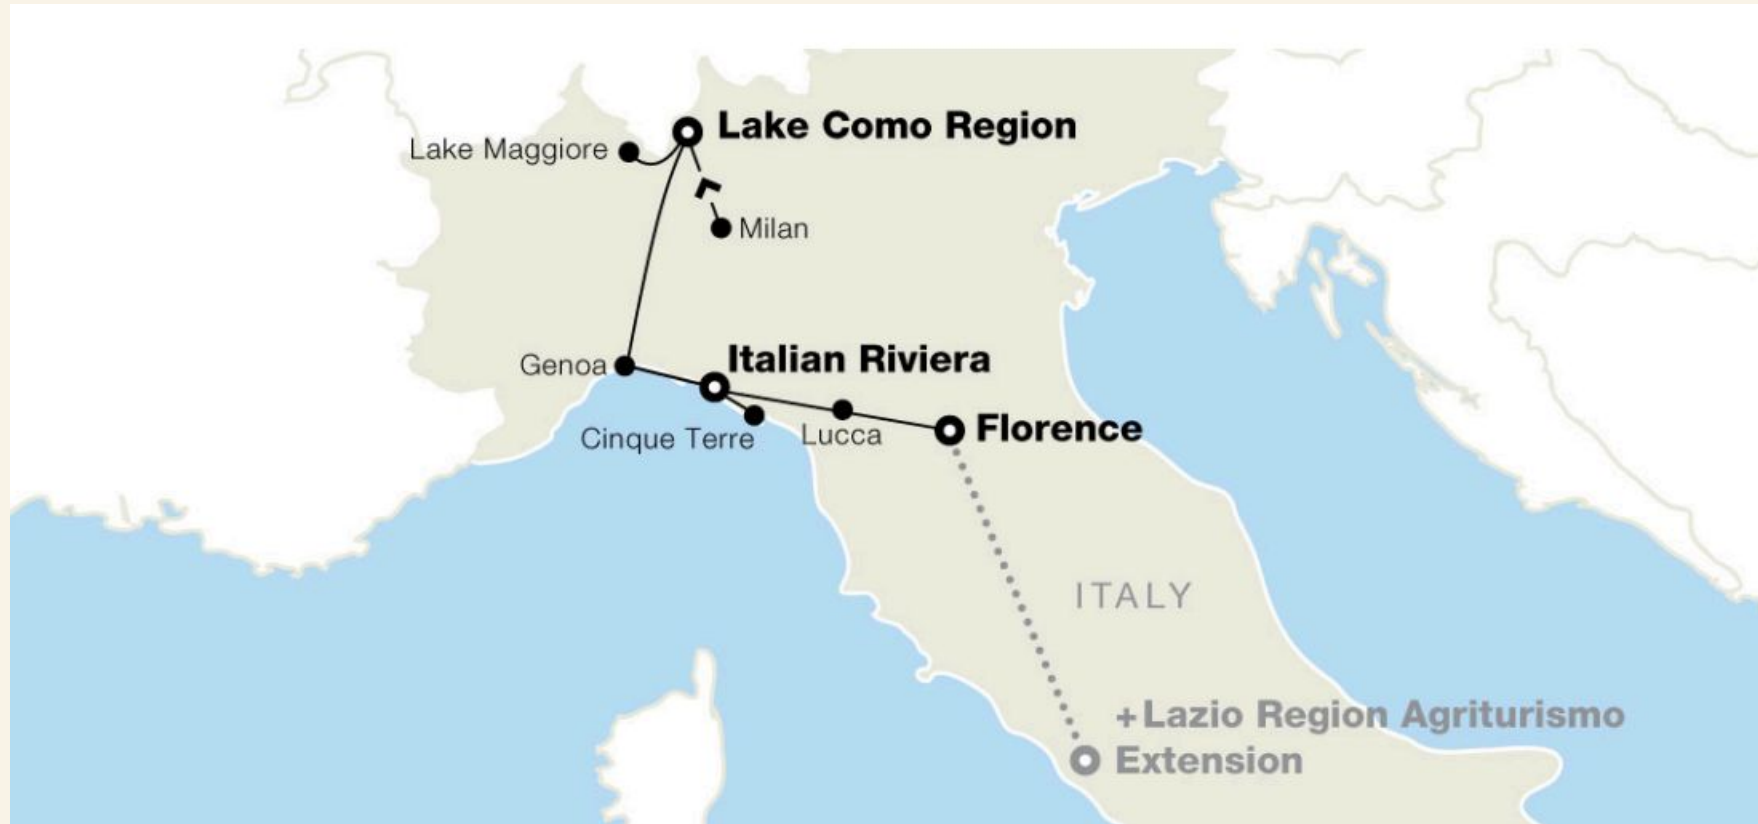 Lake Como Region
Lake Maggiore
Milan
Italian Riviera
Genoa
Florence
Cinque Terre
Lucca
ITALY
+Lazio Region Agriturismo
Extension